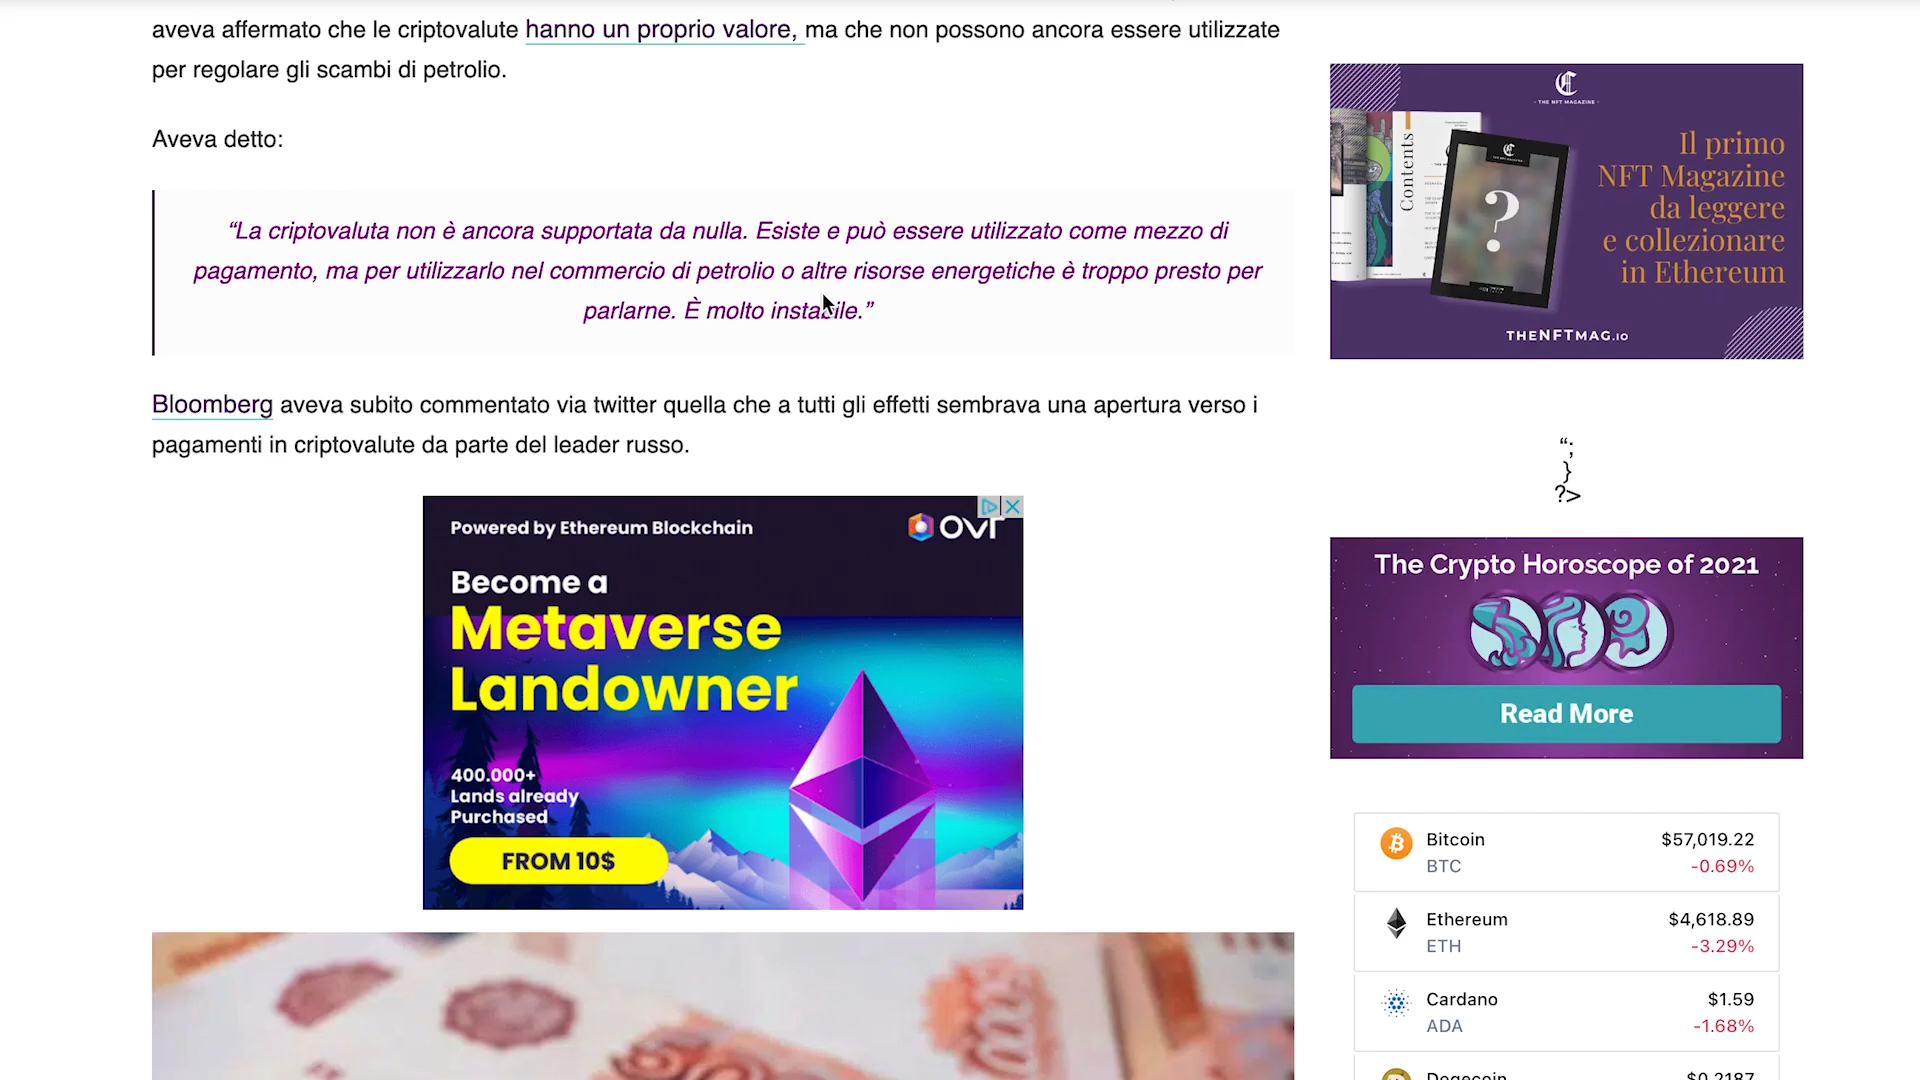 aveva affermato che le criptovalute hanno un proprio valore, ma che non possono ancora essere utilizzate
per regolare gli scambi di petrolio.
Aveva detto:
“La criptovaluta non è ancora supportata da nulla. Esiste e può essere utilizzato come mezzo di
pagamento, ma per utilizzarlo nel commercio di petrolio o altre risorse energetiche è troppo presto per
parlarne. È molto instabile.”
Bloomberg aveva subito commentato via twitter quella che a tutti gli effetti sembrava una apertura verso i
pagamenti in criptovalute da parte del leader russo.
Powered by Ethereum Blockchain
ovr
Become a
Metaverse
Landowner
400.000+
Lands already
Purchased
FROM 10$
- THE NFT MAGAZINE -
Contents
?
Il primo
NFT Magazine
da leggere
e collezionare
in Ethereum
THENFTMAG.IO
“;
}
?>
The Crypto Horoscope of 2021
Read More
Bitcoin $57,019.22
BTC -0.69%
Ethereum $4,618.89
ETH -3.29%
Cardano $1.59
ADA -1.68%
Dogecoin $0.2187